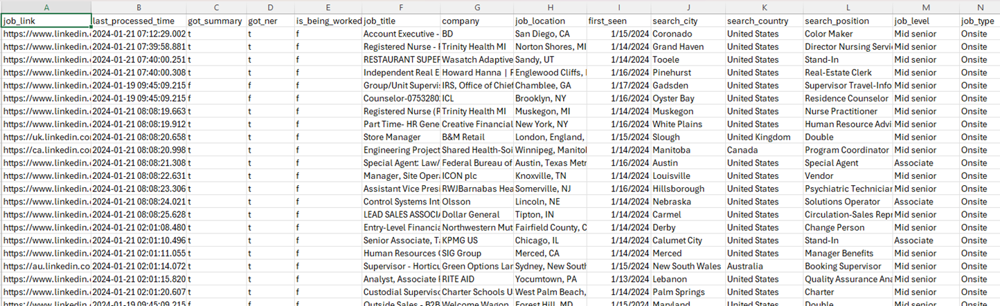 A B C D E F G H I J K L M N
job_link last_processed_time got_summary got_ner is_being_worked job_title company job_location first_seen search_city search_country search_position job_level job_type
https://www.linkedin. 2024-01-21 07:12:29.002 t t f Account Executive - BD San Diego, CA 1/15/2024 Coronado United States Color Maker Mid senior Onsite
https://www.linkedin. 2024-01-21 07:39:58.881 t t f Registered Nurse - Trinity Health MI Norton Shores, MI 1/14/2024 Grand Haven United States Director Nursing Servi Mid senior Onsite
https://www.linkedin. 2024-01-21 07:40:00.251 t t f RESTAURANT SUPER Wasatch Adaptive Sandy, UT 1/14/2024 Tooele United States Stand-In Mid senior Onsite
https://www.linkedin. 2024-01-21 07:40:00.308 t t f Independent Real E Howard Hanna | Englewood Cliffs, 1/16/2024 Pinehurst United States Real-Estate Clerk Mid senior Onsite
https://www.linkedin. 2024-01-19 09:45:09.215 f f f Group/Unit Supervi IRS, Office of Chief Chamblee, GA 1/17/2024 Gadsden United States Supervisor Travel-Info Mid senior Onsite
https://www.linkedin. 2024-01-19 09:45:09.215 f f f Counselor-0753280 ICL Brooklyn, NY 1/16/2024 Oyster Bay United States Residence Counselor Mid senior Onsite
https://www.linkedin. 2024-01-21 08:08:19.663 t t f Registered Nurse (F Trinity Health MI Muskegon, MI 1/14/2024 Muskegon United States Nurse Practitioner Mid senior Onsite
https://www.linkedin. 2024-01-21 08:08:19.912 t t f Part Time- HR Gene Creative Financial New York, NY 1/16/2024 White Plains United States Human Resource Advi Mid senior Onsite
https://uk.linkedin.co 2024-01-21 08:08:20.658 t t f Store Manager B&M Retail London, England, 1/15/2024 Slough United Kingdom Double Mid senior Onsite
https://ca.linkedin.co 2024-01-21 08:08:20.998 t t f Engineering Project Shared Health-Soi Winnipeg, Manitol 1/14/2024 Manitoba Canada Program Coordinator Mid senior Onsite
https://www.linkedin. 2024-01-21 08:08:21.308 t t f Special Agent: Law/ Federal Bureau of Austin, Texas Metr 1/16/2024 Austin United States Special Agent Associate Onsite
https://www.linkedin. 2024-01-21 08:08:22.631 t t f Manager, Site Oper ICON plc Knoxville, TN 1/14/2024 Louisville United States Vendor Mid senior Onsite
https://www.linkedin. 2024-01-21 08:08:23.306 t t f Assistant Vice Presi RWJBarnabas Hea Somerville, NJ 1/16/2024 Hillsborough United States Psychiatric Technician Mid senior Onsite
https://www.linkedin. 2024-01-21 08:08:24.021 t t f Control Systems Int Olsson Lincoln, NE 1/14/2024 Nebraska United States Solutions Operator Associate Onsite
https://www.linkedin. 2024-01-21 08:08:25.628 t t f LEAD SALES ASSOCI Dollar General Tipton, IN 1/14/2024 Carmel United States Circulation-Sales Repr Mid senior Onsite
https://www.linkedin. 2024-01-21 02:01:08.480 t t f Entry-Level Financia Northwestern Mut Fairfield County, C 1/14/2024 Derby United States Change Person Mid senior Onsite
https://www.linkedin. 2024-01-21 02:01:10.496 t t f Senior Associate, Ta KPMG US Chicago, IL 1/14/2024 Calumet City United States Stand-In Associate Onsite
https://www.linkedin. 2024-01-21 02:01:11.055 t t f Human Resources SIG Group Merced, CA 1/14/2024 Merced United States Manager Benefits Mid senior Onsite
https://au.linkedin.co 2024-01-21 02:01:14.072 t t f Supervisor - Horticu Green Options Lan Sydney, New South 1/15/2024 New South Wales Australia Booking Supervisor Mid senior Onsite
https://www.linkedin. 2024-01-21 02:01:15.820 t t f Analyst, Associate RITE AID Yocumtown, PA 1/13/2024 Lebanon United States Quality Assurance Ana Mid senior Onsite
https://www.linkedin. 2024-01-21 02:01:20.607 t t f Custodial Superviso Charter Schools U West Palm Beach, 1/14/2024 Palm Springs United States Charter Mid senior Onsite
https://www.linkedin. 2024-01-19 09:45:09.215 f f f Outside Sales - B2B Welcome Wagon Forest Hill, MD 1/15/2024 Maryland United States Double Mid senior Onsite